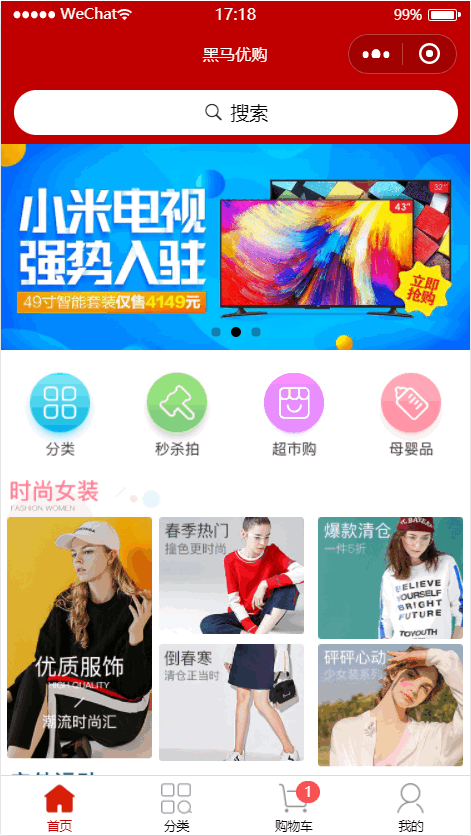 WeChat
17:18
99%
黑马优购
搜索
小米电视
强势入驻
49寸智能套装仅售4149元
32"
43"
立即
抢购
分类
秒杀拍
超市购
母婴品
时尚女装
FASHION WOMEN
优质服饰
HIGH QUALITY
潮流时尚汇
春季热门
撞色更时尚
爆款清仓
一件5折
BELIEVE
YOURSELF
BRIGHT
FUTURE
TOYOUTH
倒春寒
清仓正当时
砰砰心动
少女装系列
首页
分类
1
购物车
我的